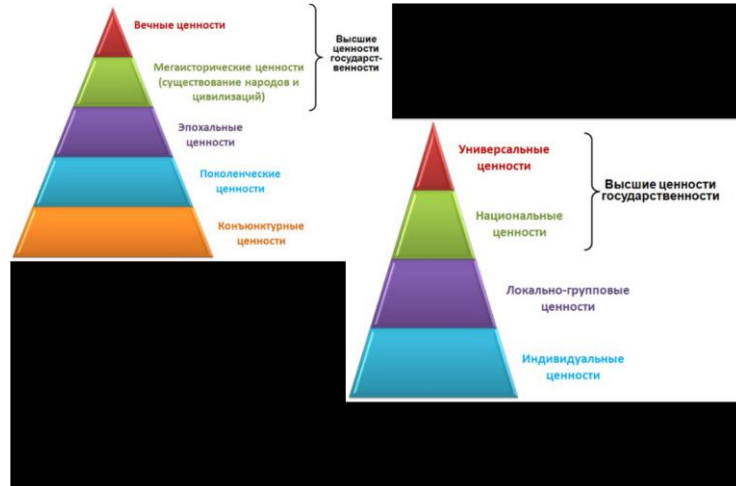 Вечные ценности
Мегаисторические ценности
(существование народов и
цивилизаций)
Эпохальные
ценности
Поколенческие
ценности
Конъюнктурные
ценности
Высшие
ценности
государст-
венности
Универсальные
ценности
Национальные
ценности
Локально-групповые
ценности
Индивидуальные
ценности
Высшие ценности
государственности